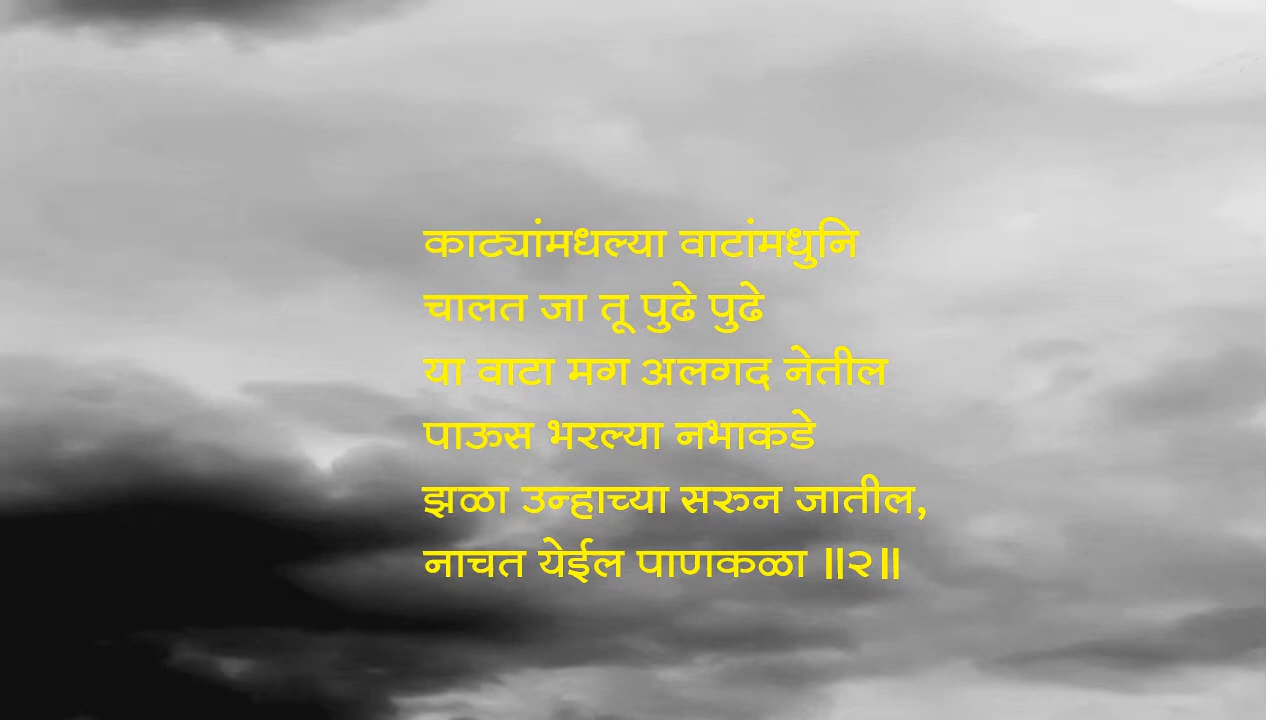 काट्यांमधल्या वाटांमधुनि
चालत जा तू पुढे पुढे
या वाटा मग अलगद नेतील
पाऊस भरल्या नभाकडे
झळा उन्हाच्या सरुन जातील,
नाचत येईल पाणकळा ॥२॥